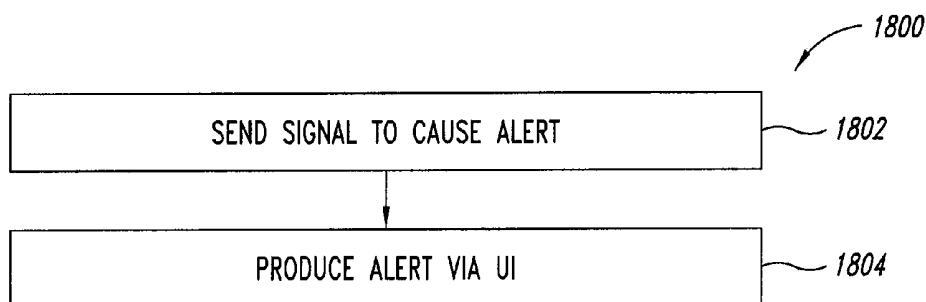 1800
SEND SIGNAL TO CAUSE ALERT
1802
PRODUCE ALERT VIA UI
1804